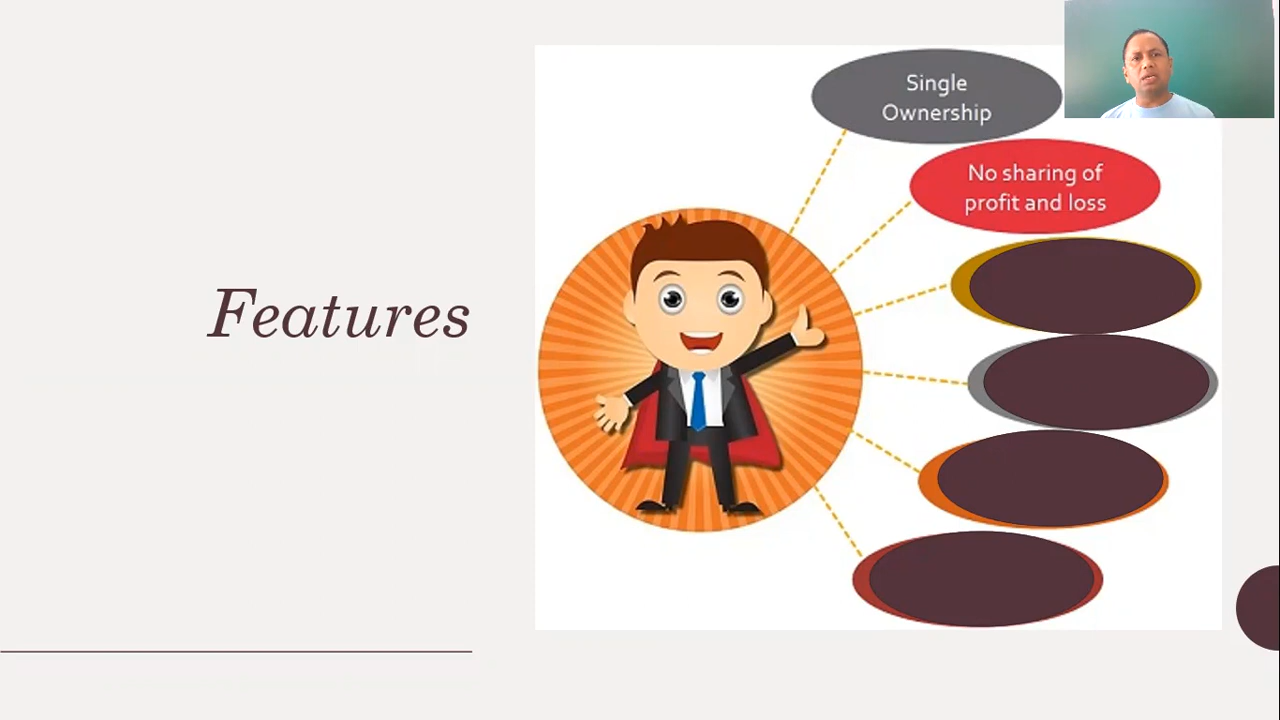 Features
Single
Ownership
No sharing of
profit and loss